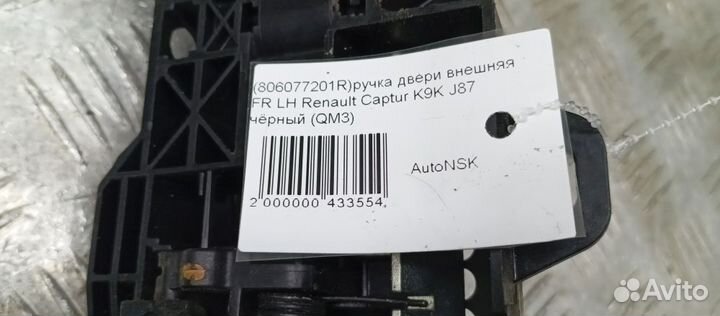 (806077201R)ручка двери внешняя
FR LH Renault Captur K9K J87
чёрный (QM3)
AutoNSK
2 000000 433554
Avito